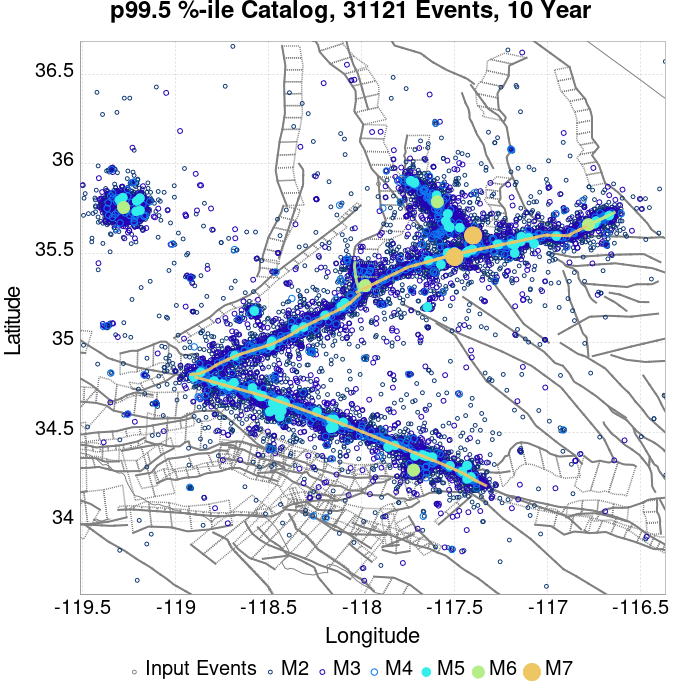 p99.5 %-ile Catalog, 31121 Events, 10 Year
36.5
36
35.5
35
34.5
34
Latitude
-119.5 -119 -118.5 -118 -117.5 -117 -116.5
Longitude
Input Events M2 M3 M4 M5 M6 M7